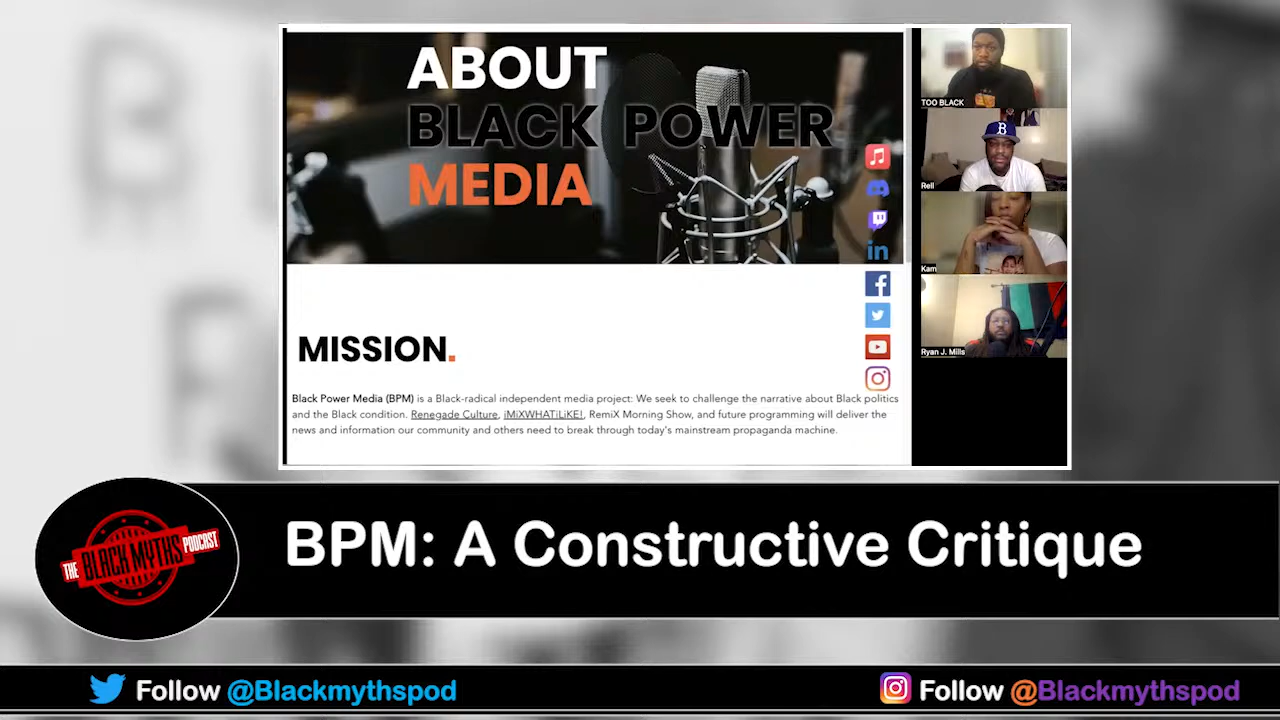 ABOUT
BLACK POWER
MEDIA
MISSION.
Black Power Media (BPM) is a Black-radical independent media project: We seek to challenge the narrative about Black politics
and the Black condition. Renegade Culture, iMiXWHATiLiKE!, RemiX Morning Show, and future programming will deliver the
news and information our community and others need to break through today's mainstream propaganda machine.
TOO BLACK
B
Rell
Kam
Ryan J. Mills
THE BLACK MYTHS PODCAST
BPM: A Constructive Critique
Follow @Blackmythspod
Follow @Blackmythspod